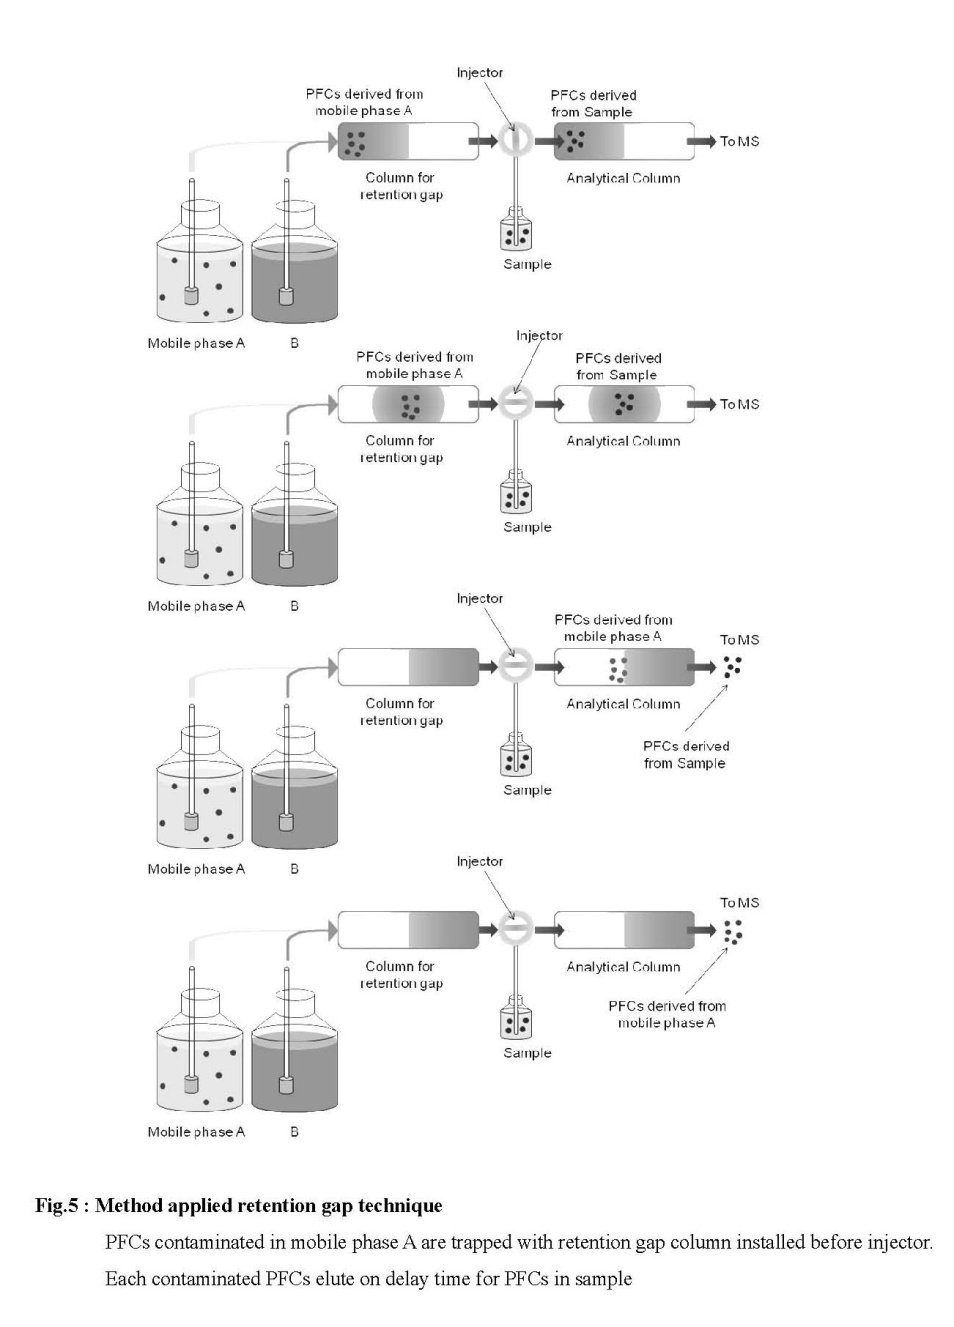 Injector
PFCs derived from
mobile phase A
PFCs derived
from Sample
To MS
Column for
retention gap
Analytical Column
Sample
Mobile phase A
B
Injector
PFCs derived from
mobile phase A
PFCs derived
from Sample
To MS
Column for
retention gap
Analytical Column
Sample
Mobile phase A
B
Injector
PFCs derived from
mobile phase A
To MS
Column for
retention gap
Analytical Column
PFCs derived
from Sample
Sample
Mobile phase A
B
Injector
To MS
Column for
retention gap
Analytical Column
PFCs derived from
mobile phase A
Sample
Mobile phase A
B
Fig.5 : Method applied retention gap technique
PFCs contaminated in mobile phase A are trapped with retention gap column installed before injector.
Each contaminated PFCs elute on delay time for PFCs in sample